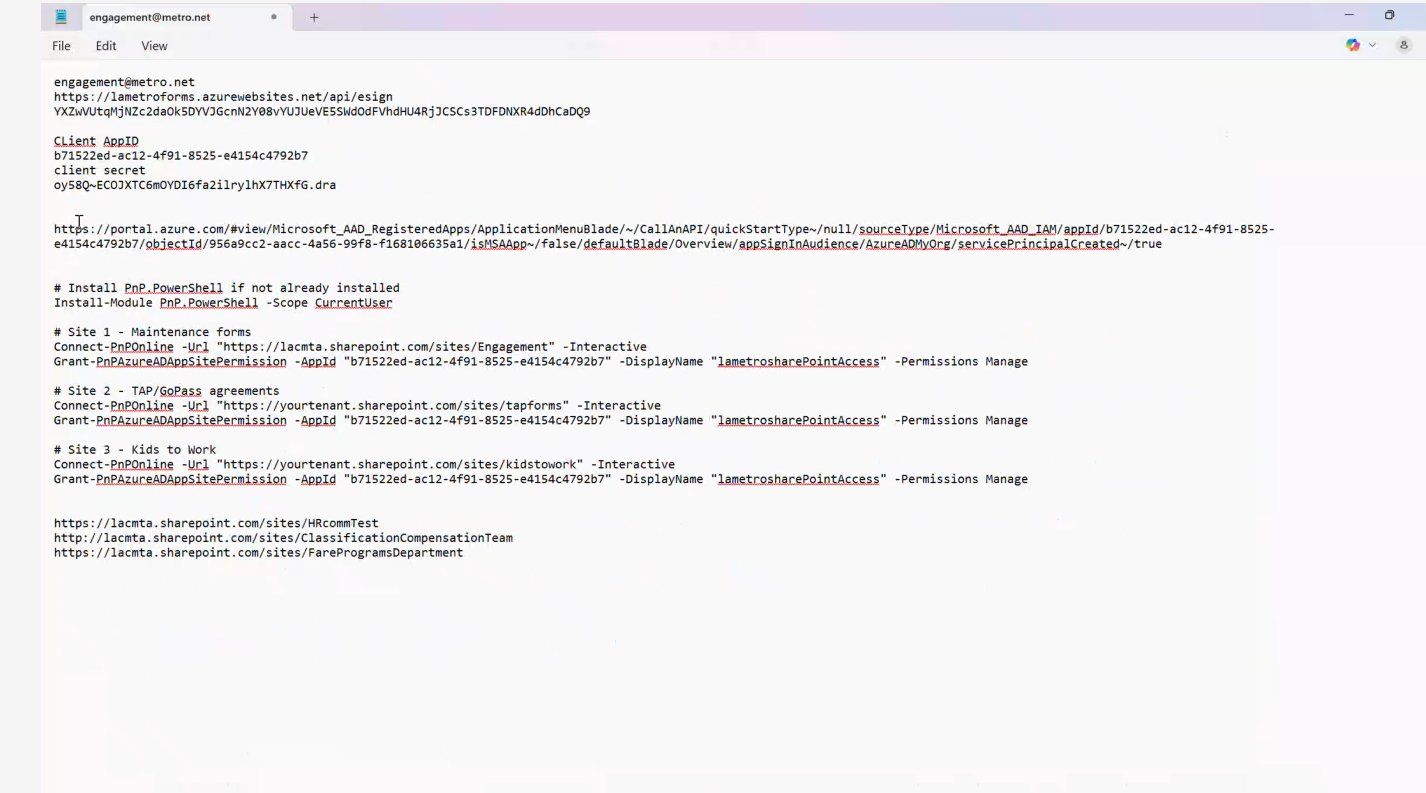 engagement@metro.net
File Edit View
engagement@metro.net
https://lametroforms.azurewebsites.net/api/esign
CLient AppID
b71522ed-ac12-4f91-8525-e4154c4792b7
client secret
https://portal.azure.com/#view/Microsoft_AAD_RegisteredApps/ApplicationMenuBlade/~/CallAnAPI/quickStartType~/null/sourceType/Microsoft_AAD_IAM/appId/b71522ed-ac12-4f91-8525-
e4154c4792b7/objectId/956a9cc2-aacc-4a56-99f8-f168106635a1/isMSAApp~/false/defaultBlade/Overview/appSignInAudience/AzureADMyOrg/servicePrincipalCreated~/true
# Install PnP.PowerShell if not already installed
Install-Module PnP.PowerShell -Scope CurrentUser
# Site 1 - Maintenance forms
Connect-PnPOnline -Url "https://lacmta.sharepoint.com/sites/Engagement" -Interactive
Grant-PnPAzureADAppSitePermission -AppId "b71522ed-ac12-4f91-8525-e4154c4792b7" -DisplayName "lametrosharePointAccess" -Permissions Manage
# Site 2 - TAP/GoPass agreements
Connect-PnPOnline -Url "https://yourtenant.sharepoint.com/sites/tapforms" -Interactive
Grant-PnPAzureADAppSitePermission -AppId "b71522ed-ac12-4f91-8525-e4154c4792b7" -DisplayName "lametrosharePointAccess" -Permissions Manage
# Site 3 - Kids to Work
Connect-PnPOnline -Url "https://yourtenant.sharepoint.com/sites/kidstowork" -Interactive
Grant-PnPAzureADAppSitePermission -AppId "b71522ed-ac12-4f91-8525-e4154c4792b7" -DisplayName "lametrosharePointAccess" -Permissions Manage
https://lacmta.sharepoint.com/sites/HRcommTest
http://lacmta.sharepoint.com/sites/ClassificationCompensationTeam
https://lacmta.sharepoint.com/sites/FareProgramsDepartment